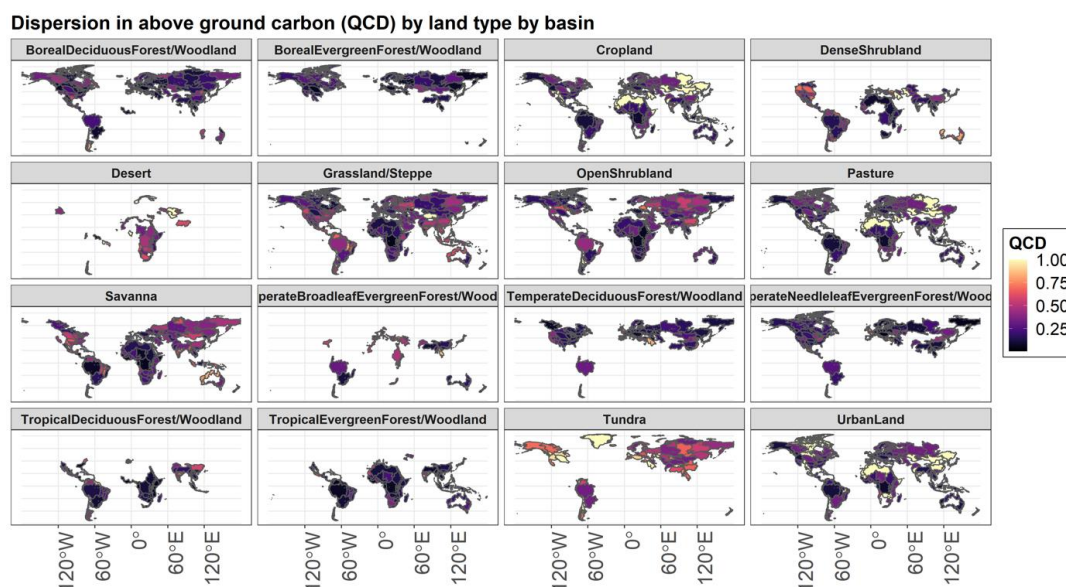 Dispersion in above ground carbon (QCD) by land type by basin
BorealDeciduousForest/Woodland
BorealEvergreenForest/Woodland
Cropland
DenseShrubland
Desert
Grassland/Steppe
OpenShrubland
Pasture
QCD
1.00
0.75
0.50
0.25
Savanna
perateBroadleafEvergreenForest/Wood
TemperateDeciduousForest/Woodland
perateNeedleleafEvergreenForest/Wood
TropicalDeciduousForest/Woodland
TropicalEvergreenForest/Woodland
Tundra
UrbanLand
120°W 60°W 0° 60°E 120°E
120°W 60°W 0° 60°E 120°E
120°W 60°W 0° 60°E 120°E
120°W 60°W 0° 60°E 120°E